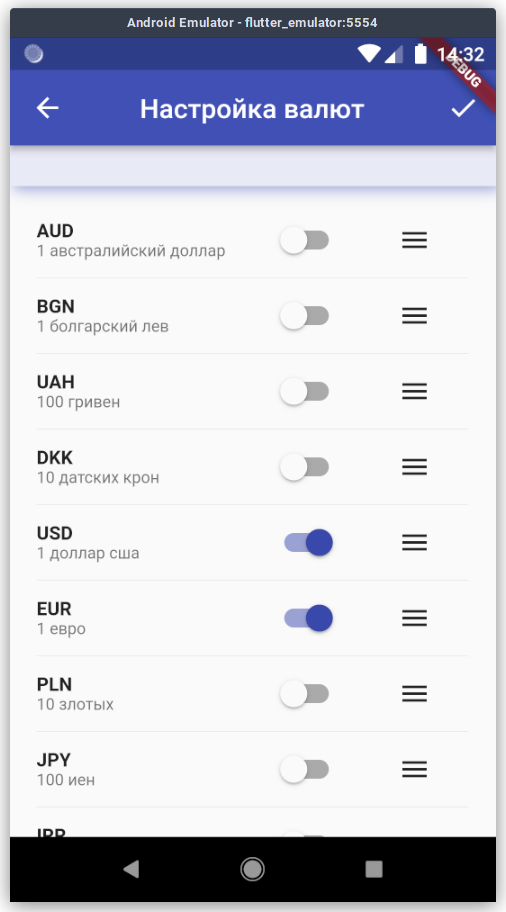 Android Emulator - flutter_emulator:5554
14:32
DEBUG
Настройка валют
AUD
1 австралийский доллар
BGN
1 болгарский лев
UAH
100 гривен
DKK
10 датских крон
USD
1 доллар сша
EUR
1 евро
PLN
10 злотых
JPY
100 иен
IRR